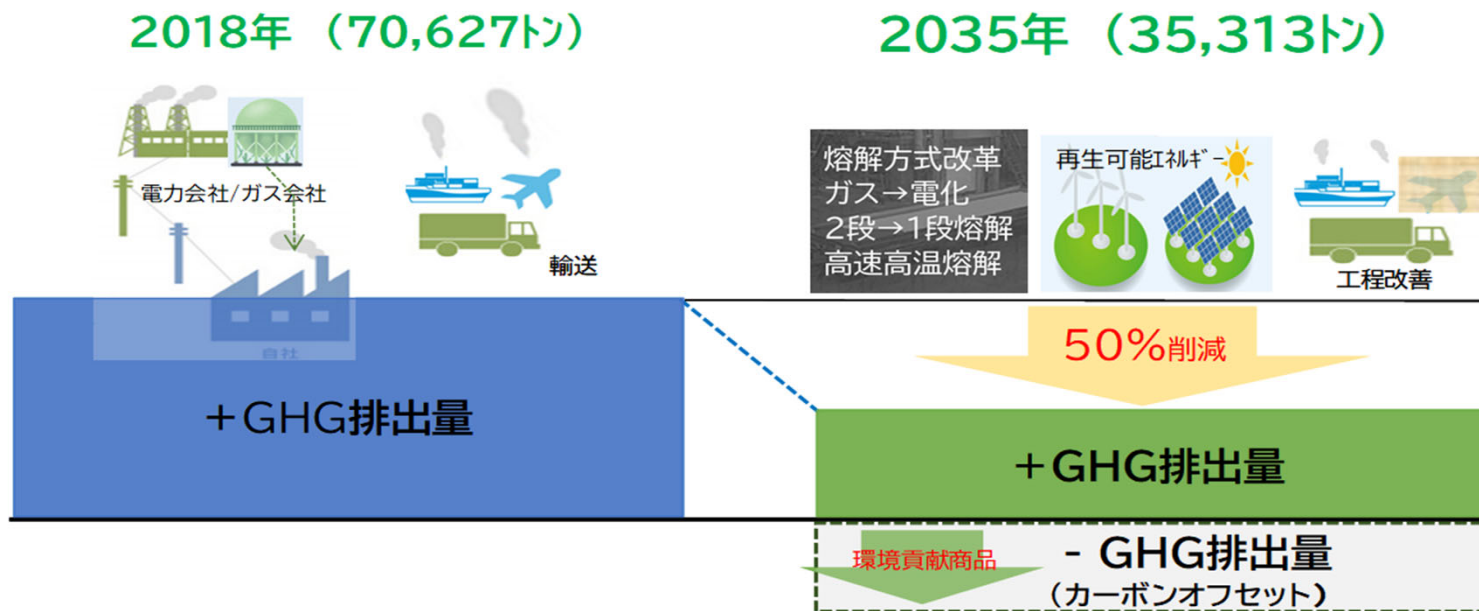 2018年 （70,627トン）
2035年 （35,313トン）
電力会社/ガス会社
輸送
自社
熔解方式改革
ガス→電化
2段→1段熔解
高速高温熔解
再生可能ｴﾈﾙｷﾞｰ
工程改善
50%削減
＋GHG排出量
＋GHG排出量
環境貢献商品
- GHG排出量
（カーボンオフセット）